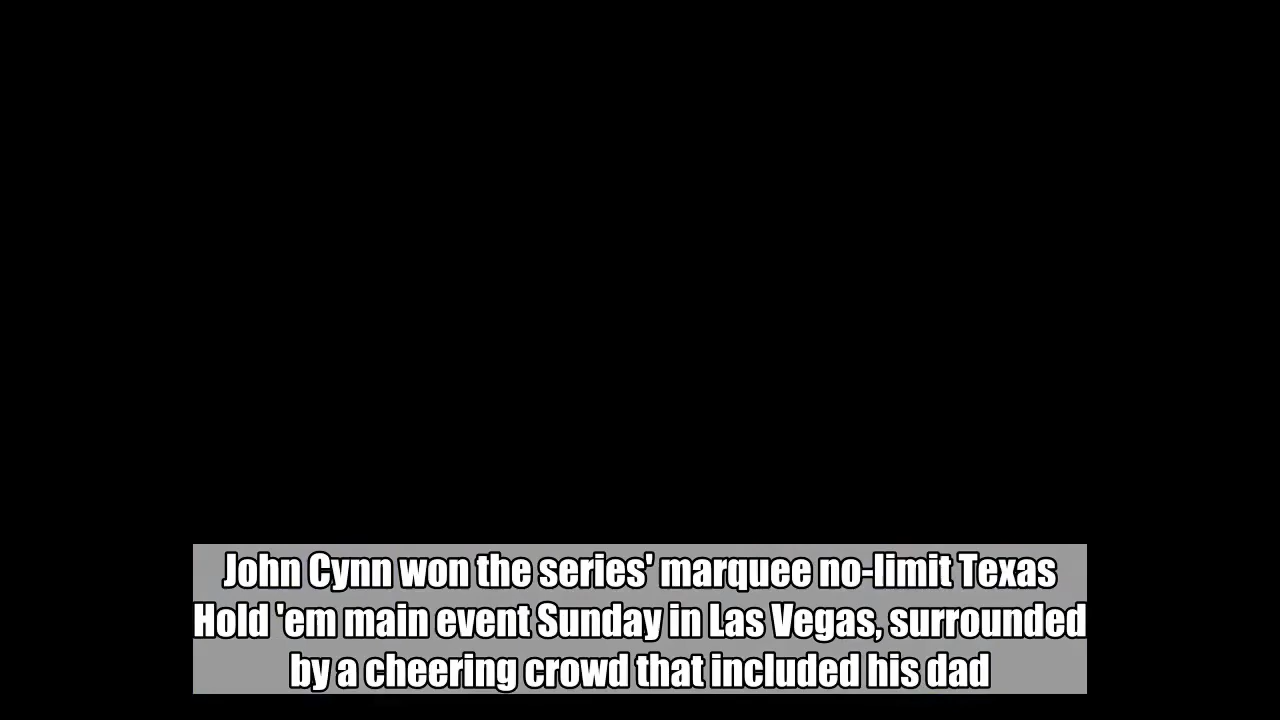 John Cynn won the series' marquee no-limit Texas
Hold 'em main event Sunday in Las Vegas, surrounded
by a cheering crowd that included his dad